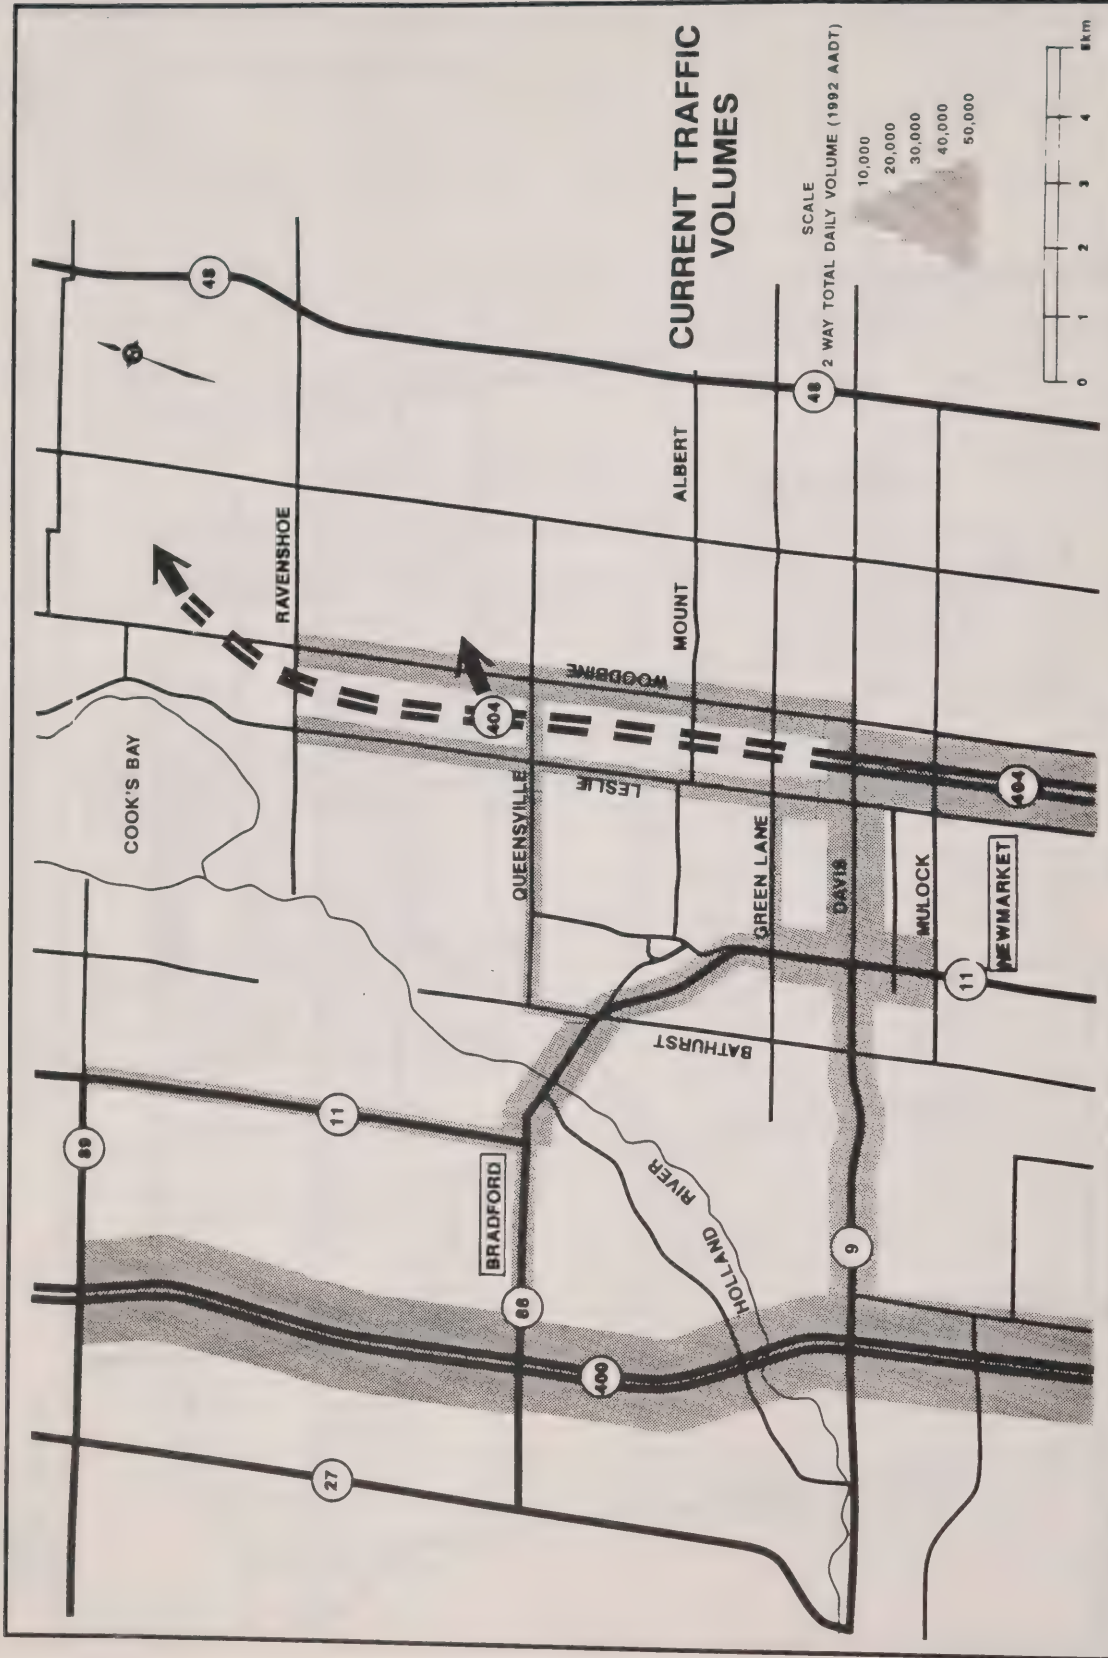 CURRENT TRAFFIC
VOLUMES
SCALE
2 WAY TOTAL DAILY VOLUME (1992 AADT)
10,000
20,000
30,000
40,000
50,000
0 1 2 3 4 5km
89
48
11
27
COOK'S BAY
RAVENSHOE
404
BRADFORD
88
QUEENSVILLE
400
LESLIE
WOODBINE
MOUNT ALBERT
HOLLAND
RIVER
BATHURST
GREEN LANE
48
9
DAVIS
MULOCK
11
NEWMARKET
404